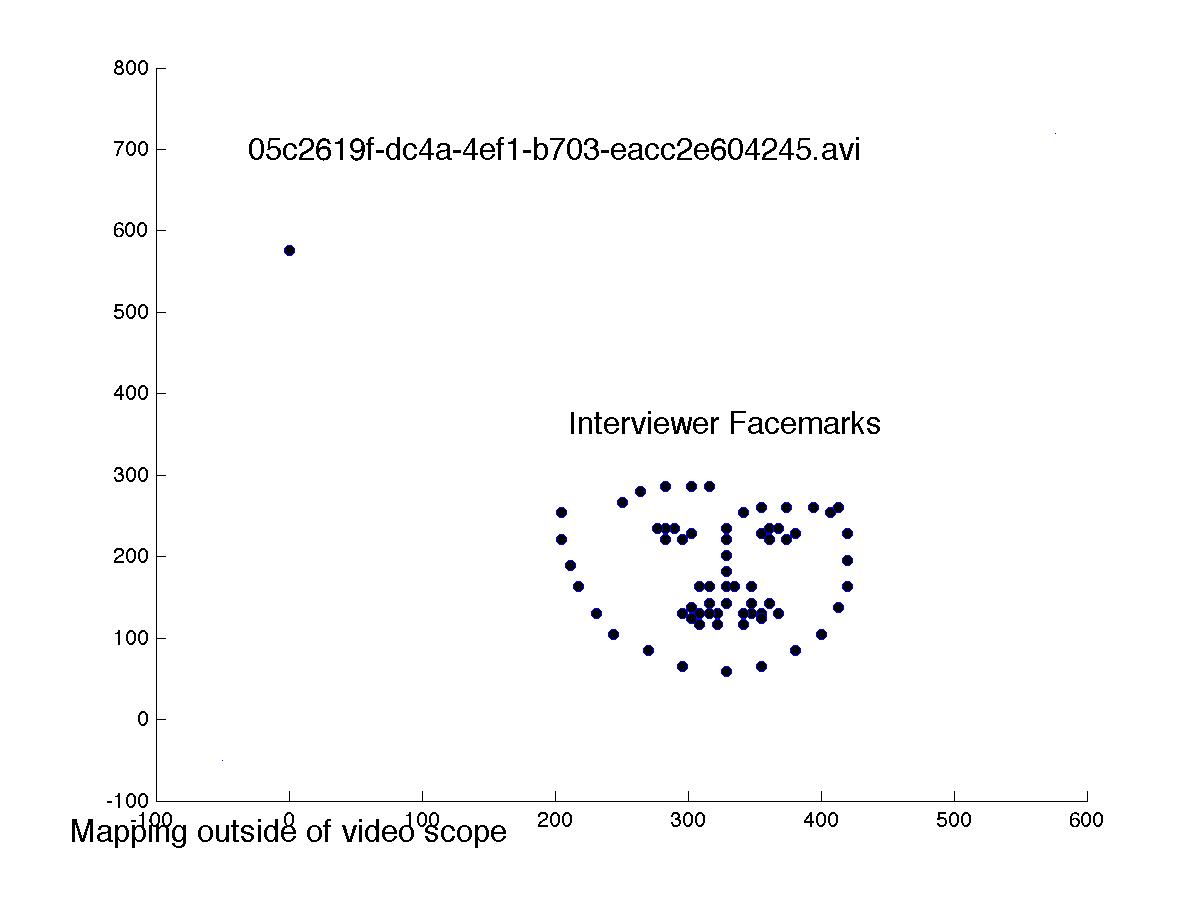 800
700
05c2619f-dc4a-4ef1-b703-eacc2e604245.avi
600
500
400
Interviewer Facemarks
300
200
100
0
-100
-100 0 100 200 300 400 500 600
Mapping outside of video scope